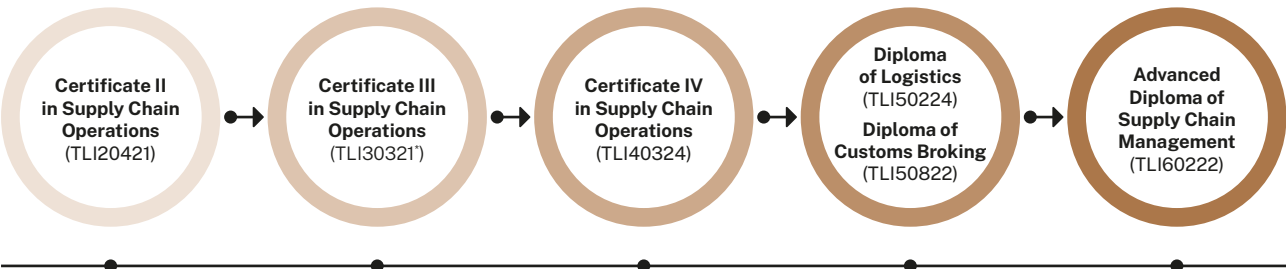 Certificate II
in Supply Chain
Operations
(TLI20421)
Certificate III
in Supply Chain
Operations
(TLI30321*)
Certificate IV
in Supply Chain
Operations
(TLI40324)
Diploma
of Logistics
(TLI50224)
Diploma of
Customs Broking
(TLI50822)
Advanced
Diploma of
Supply Chain
Management
(TLI60222)